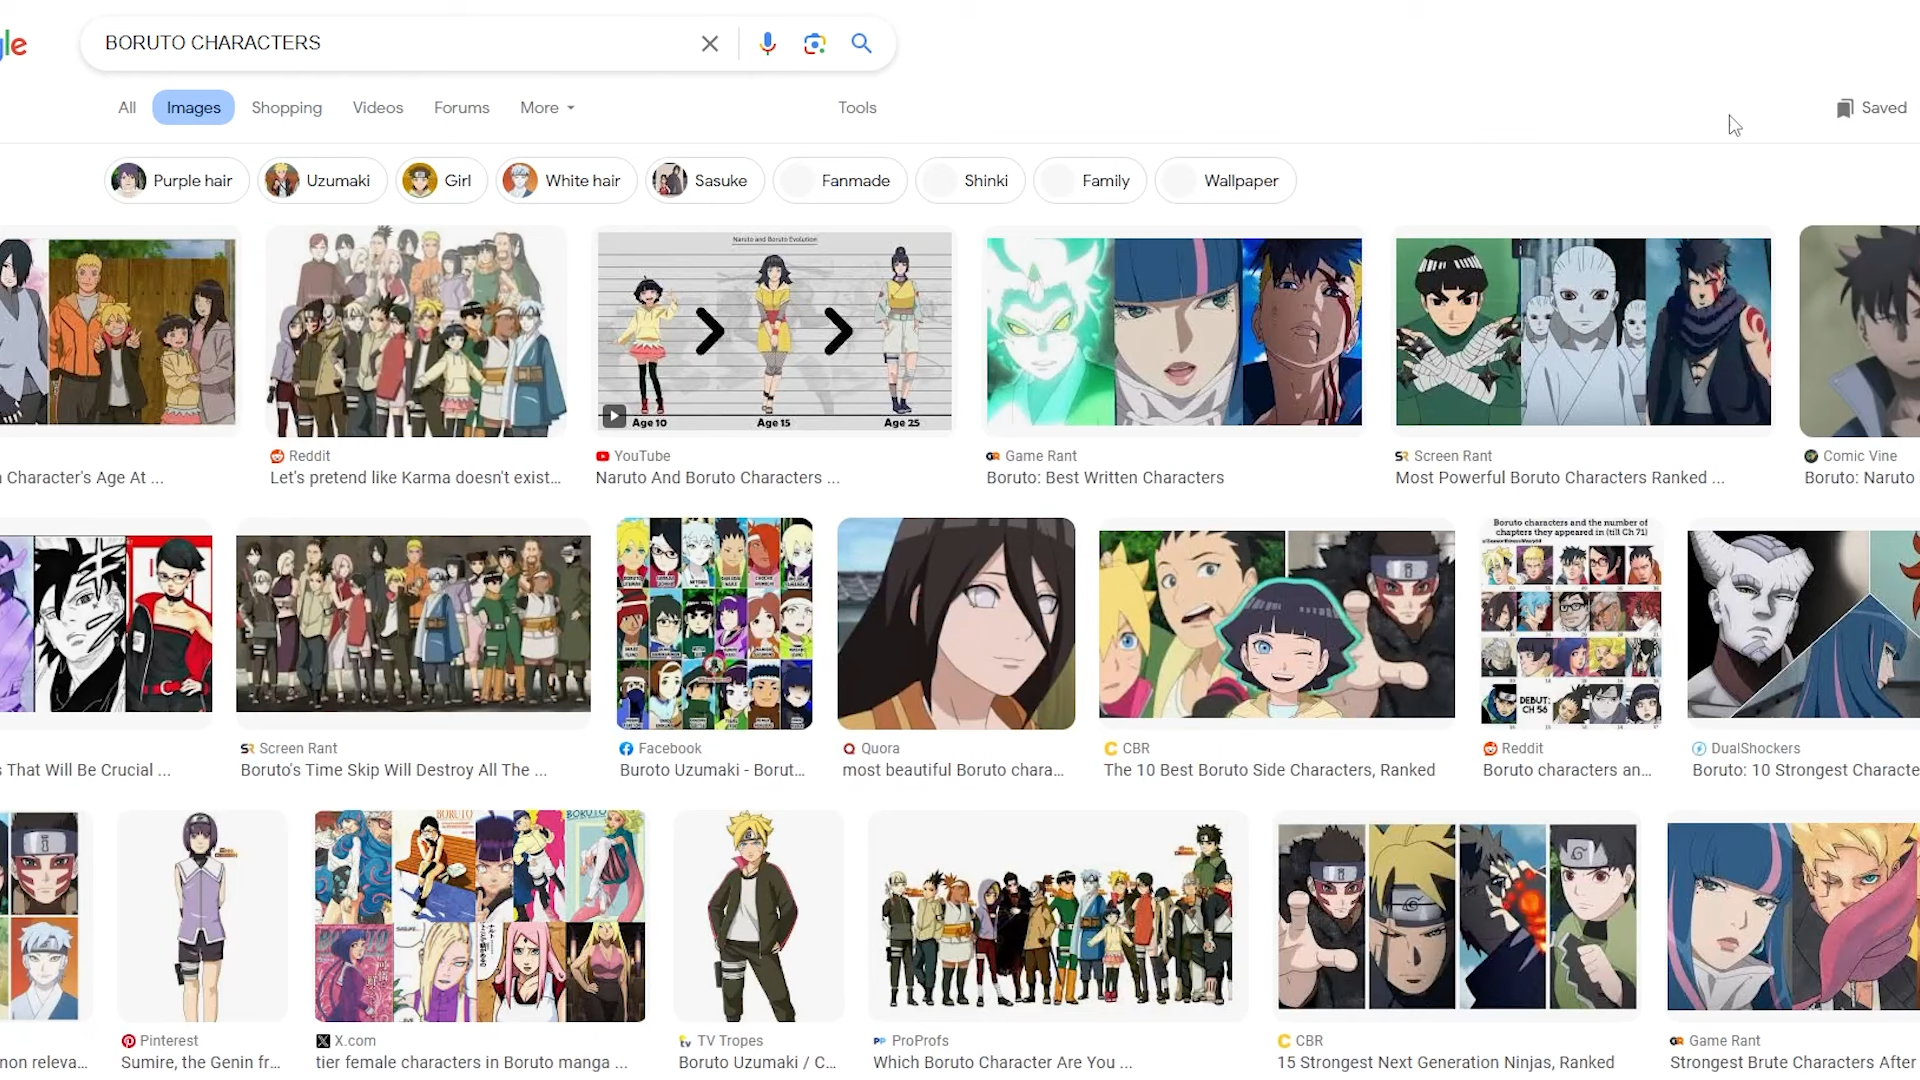 gle
BORUTO CHARACTERS
All Images Shopping Videos Forums More Tools Saved
Purple hair Uzumaki Girl White hair Sasuke Fanmade Shinki Family Wallpaper
Naruto and Boruto Evolution
Age 10 Age 15 Age 25
Reddit YouTube GR Game Rant SR Screen Rant Comic Vine
Character's Age At ... Let's pretend like Karma doesn't exist... Naruto And Boruto Characters ... Boruto: Best Written Characters Most Powerful Boruto Characters Ranked ... Boruto: Naruto
Boruto characters and the number of
chapters they appeared in (till Ch 71)
DEBUT:
CH 56
SR Screen Rant Facebook Quora CBR Reddit DualShockers
s That Will Be Crucial ... Boruto's Time Skip Will Destroy All The ... Buroto Uzumaki - Borut... most beautiful Boruto chara... The 10 Best Boruto Side Characters, Ranked Boruto characters an... Boruto: 10 Strongest Characte
BORUTO BORUTO
Pinterest X.com TV Tropes ProProfs CBR GR Game Rant
non releva... Sumire, the Genin fr... tier female characters in Boruto manga ... Boruto Uzumaki / C... Which Boruto Character Are You ... 15 Strongest Next Generation Ninjas, Ranked Strongest Brute Characters After